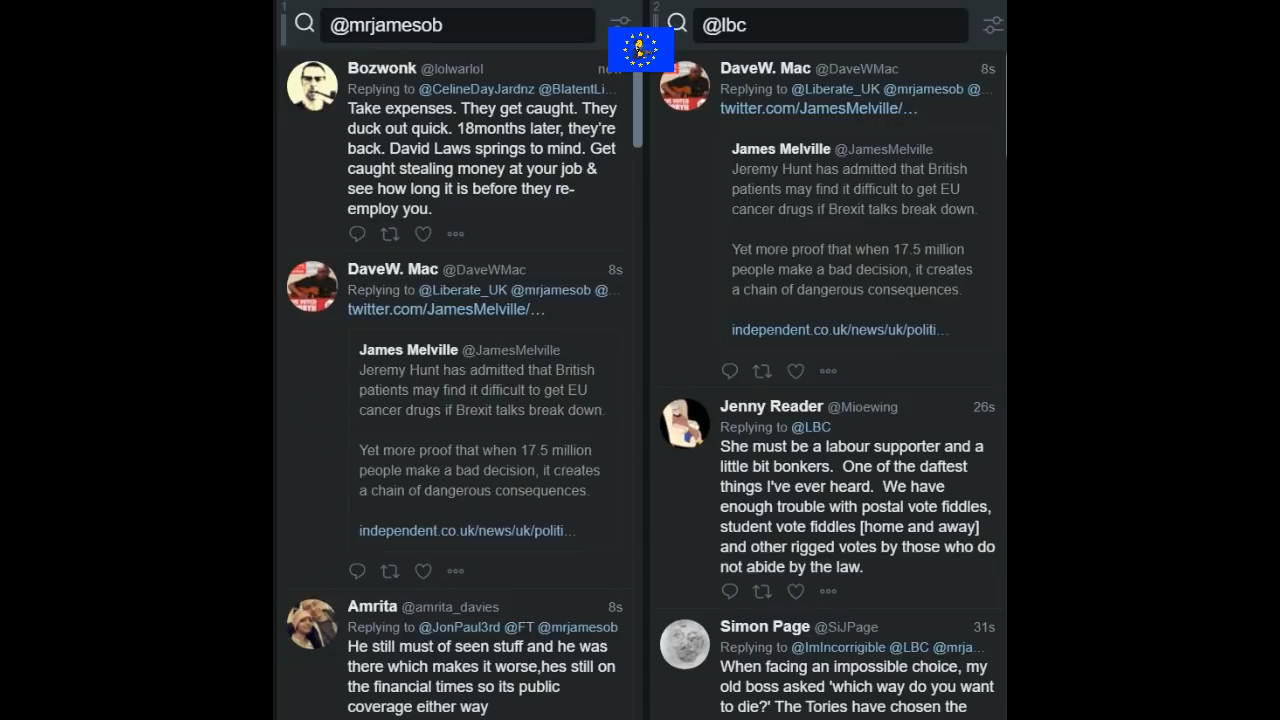 1
@mrjamesob
Bozwonk @lolwarlol
Replying to @CelineDayJardnz @BlatentLi...
Take expenses. They get caught. They
duck out quick. 18months later, they're
back. David Laws springs to mind. Get
caught stealing money at your job &
see how long it is before they re-
employ you.
DaveW. Mac @DaveWMac 8s
Replying to @Liberate_UK @mrjamesob @...
twitter.com/JamesMelville/...
James Melville @JamesMelville
Jeremy Hunt has admitted that British
patients may find it difficult to get EU
cancer drugs if Brexit talks break down.
Yet more proof that when 17.5 million
people make a bad decision, it creates
a chain of dangerous consequences.
independent.co.uk/news/uk/politi...
Amrita @amrita_davies 8s
Replying to @JonPaul3rd @FT @mrjamesob
He still must of seen stuff and he was
there which makes it worse,hes still on
the financial times so its public
coverage either way
2
@lbc
DaveW. Mac @DaveWMac 8s
Replying to @Liberate_UK @mrjamesob @...
twitter.com/JamesMelville/...
James Melville @JamesMelville
Jeremy Hunt has admitted that British
patients may find it difficult to get EU
cancer drugs if Brexit talks break down.
Yet more proof that when 17.5 million
people make a bad decision, it creates
a chain of dangerous consequences.
independent.co.uk/news/uk/politi...
Jenny Reader @Mioewing 26s
Replying to @LBC
She must be a labour supporter and a
little bit bonkers.  One of the daftest
things I've ever heard.  We have
enough trouble with postal vote fiddles,
student vote fiddles [home and away]
and other rigged votes by those who do
not abide by the law.
Simon Page @SiJPage 31s
Replying to @ImIncorrigible @LBC @mrja...
When facing an impossible choice, my
old boss asked 'which way do you want
to die?' The Tories have chosen the